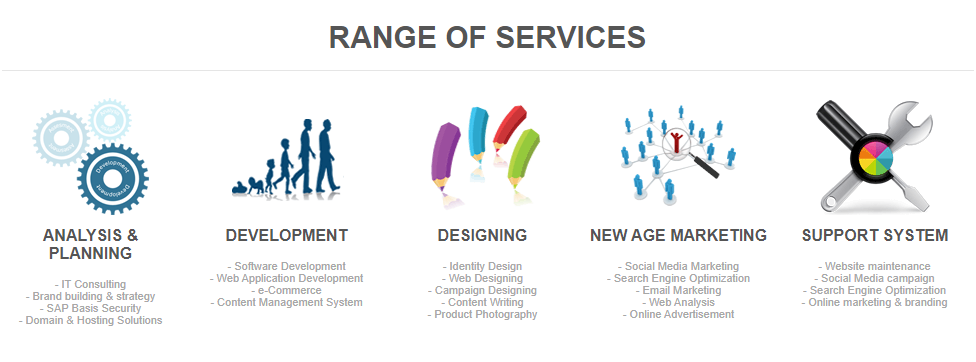 RANGE OF SERVICES
Development
Development
ANALYSIS &
PLANNING
- IT Consulting
- Brand building & strategy
- SAP Basis Security
- Domain & Hosting Solutions
DEVELOPMENT
- Software Development
- Web Application Development
- e-Commerce
- Content Management System
DESIGNING
- Identity Design
- Web Designing
- Campaign Designing
- Content Writing
- Product Photography
NEW AGE MARKETING
- Social Media Marketing
- Search Engine Optimization
- Email Marketing
- Web Analysis
- Online Advertisement
SUPPORT SYSTEM
- Website maintenance
- Social Media campaign
- Search Engine Optimization
- Online marketing & branding